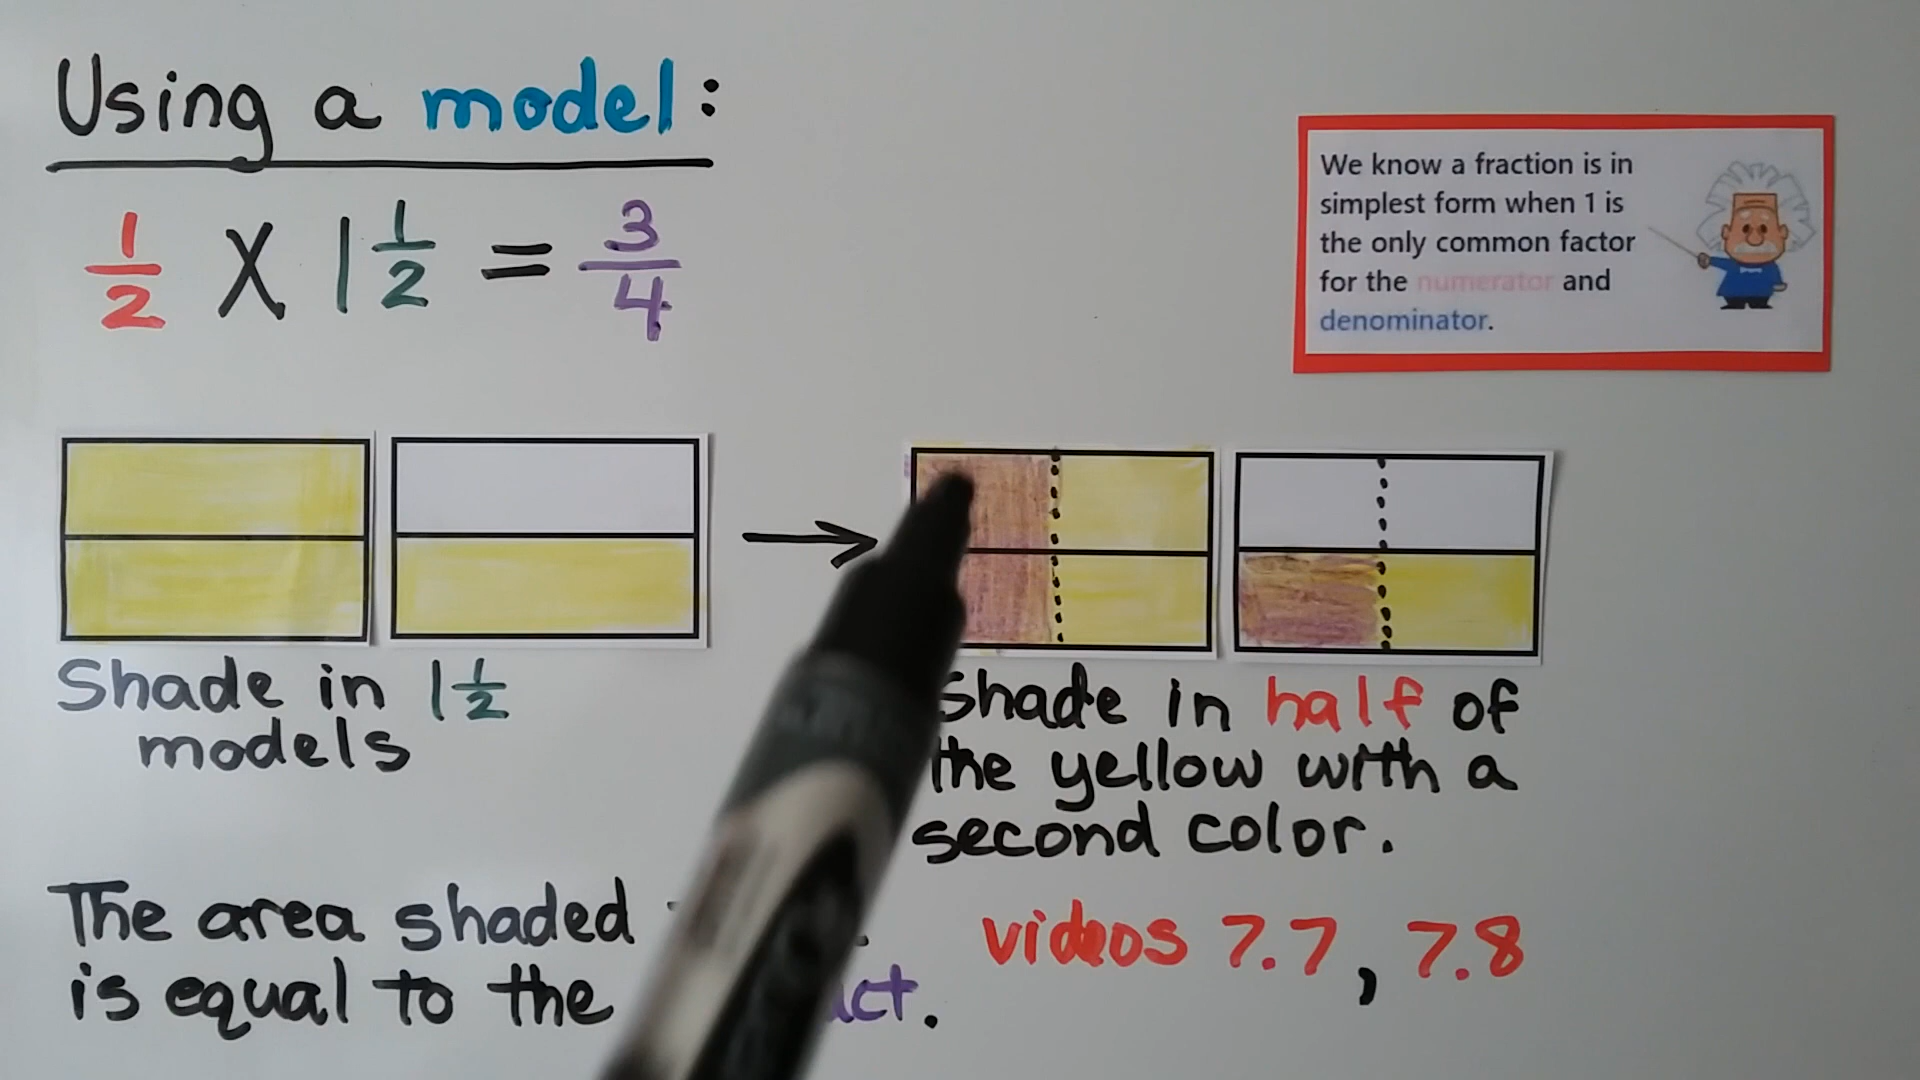 Using a model:
1/2 X 1 1/2 = 3/4
We know a fraction is in
simplest form when 1 is
the only common factor
for the numerator and
denominator.
Shade in 1 1/2
models
Shade in half of
the yellow with a
second color.
The area shaded
is equal to the
videos 7.7, 7.8